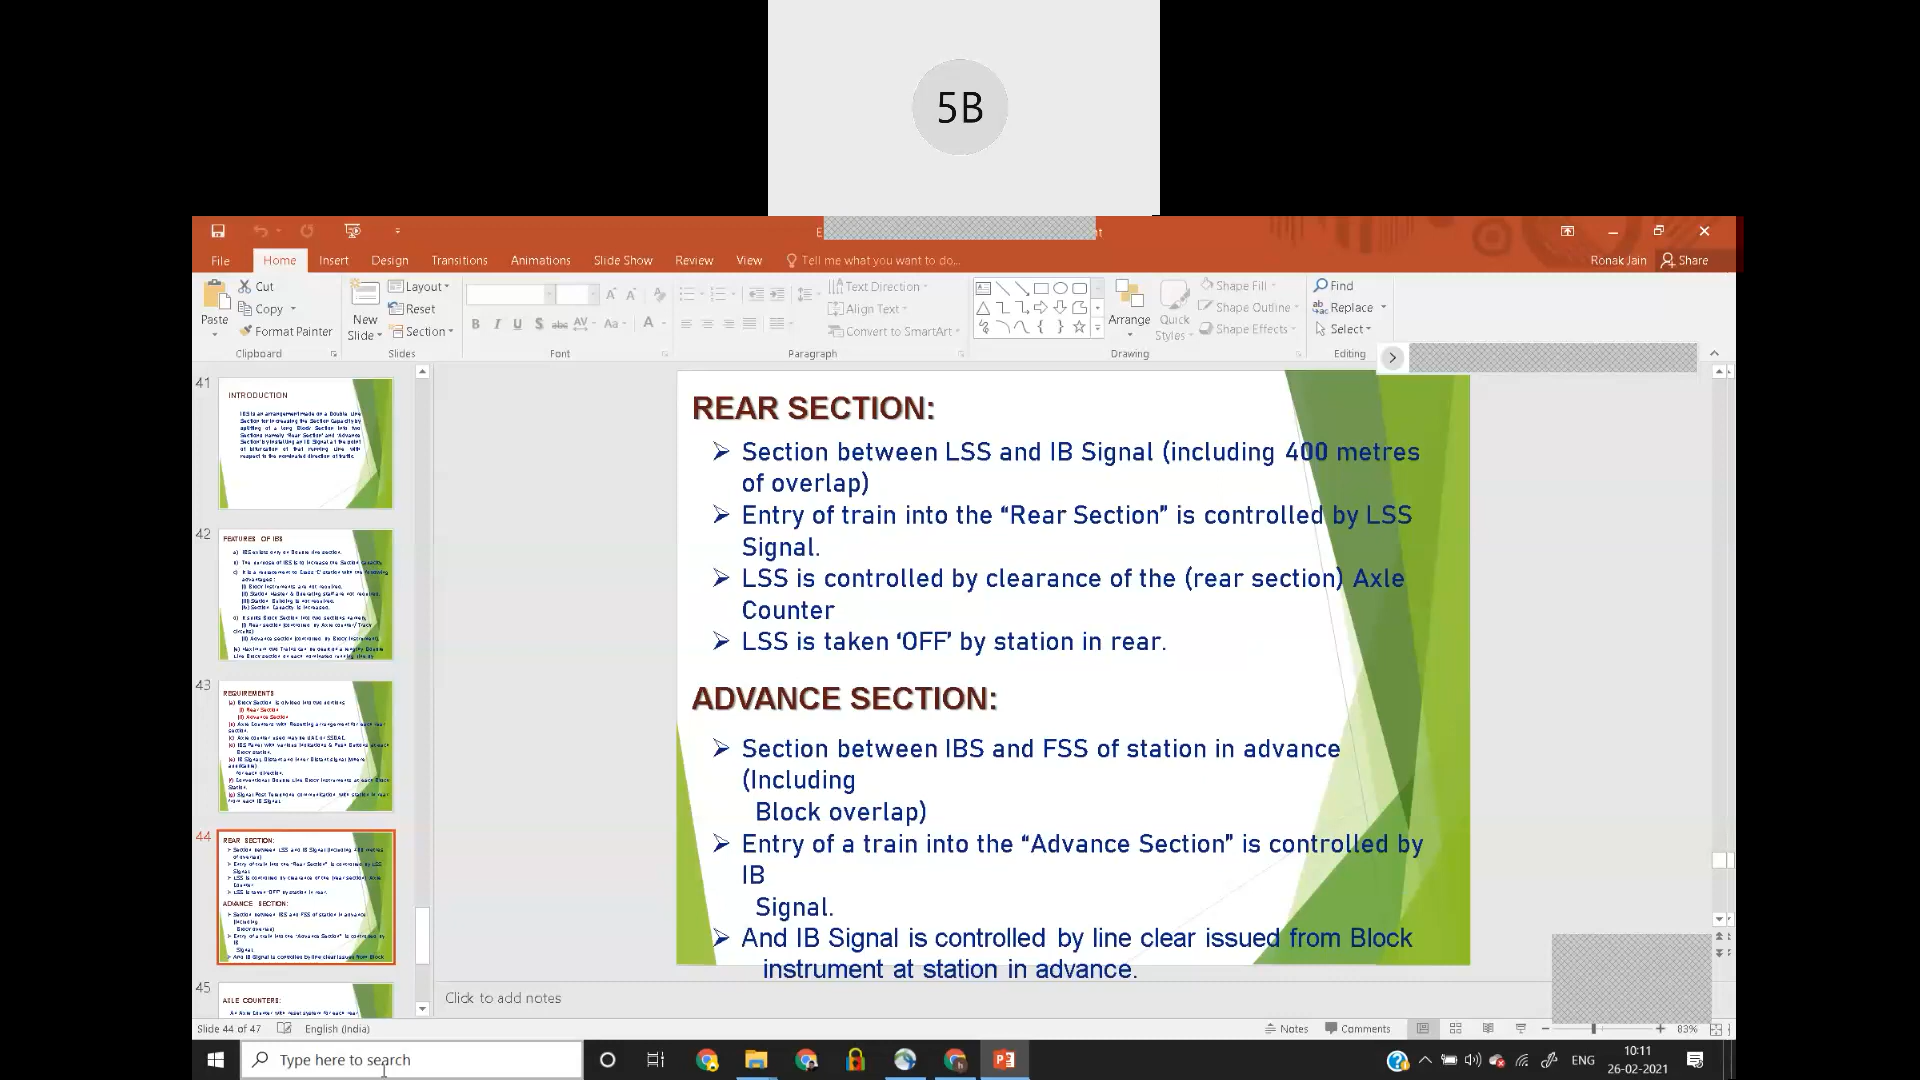 5B
File Home Insert Design Transitions Animations Slide Show Review View Tell me what you want to do... Ronak Jain Share
Paste Cut Copy Format Painter Clipboard
New Slide Layout Reset Section Slides
Font
Text Direction Align Text Convert to SmartArt Paragraph
Arrange Quick Styles Shape Fill Shape Outline Shape Effects Drawing
Find Replace Select Editing
41
INTRODUCTION
42
FEATURES OF IBS
43
REQUIREMENTS
44
REAR SECTION:
ADVANCE SECTION:
45
AXLE COUNTERS:
REAR SECTION:
Section between LSS and IB Signal (including 400 metres
of overlap)
Entry of train into the “Rear Section” is controlled by LSS
Signal.
LSS is controlled by clearance of the (rear section) Axle
Counter
LSS is taken ‘OFF’ by station in rear.
ADVANCE SECTION:
Section between IBS and FSS of station in advance
(Including
Block overlap)
Entry of a train into the “Advance Section” is controlled by
IB
Signal.
And IB Signal is controlled by line clear issued from Block
instrument at station in advance.
Click to add notes
Slide 44 of 47 English (India) Notes Comments 83%
Type here to search ENG 10:11
26-02-2021